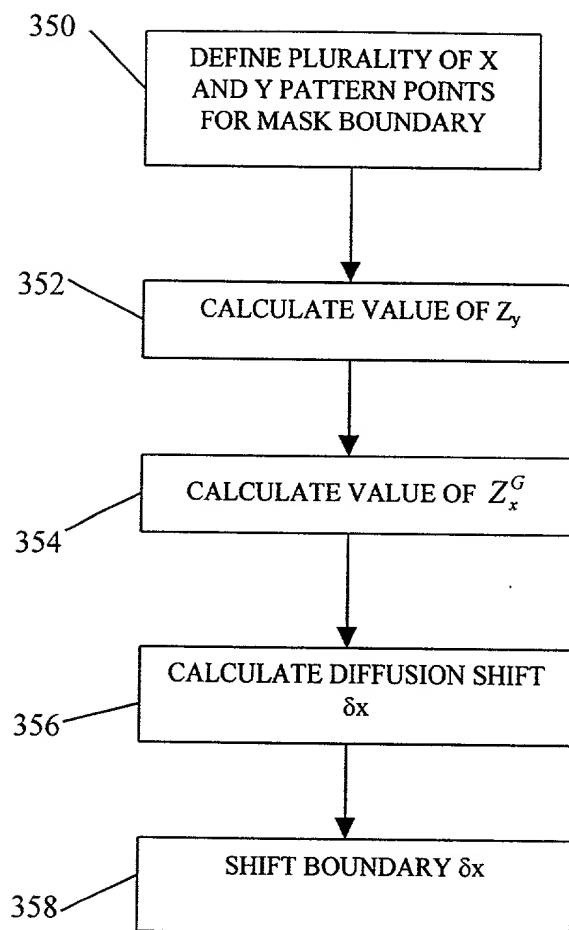 350
DEFINE PLURALITY OF X
AND Y PATTERN POINTS
FOR MASK BOUNDARY
352
CALCULATE VALUE OF Zy
CALCULATE VALUE OF Z_x^G
354
CALCULATE DIFFUSION SHIFT
δx
356
SHIFT BOUNDARY δx
358